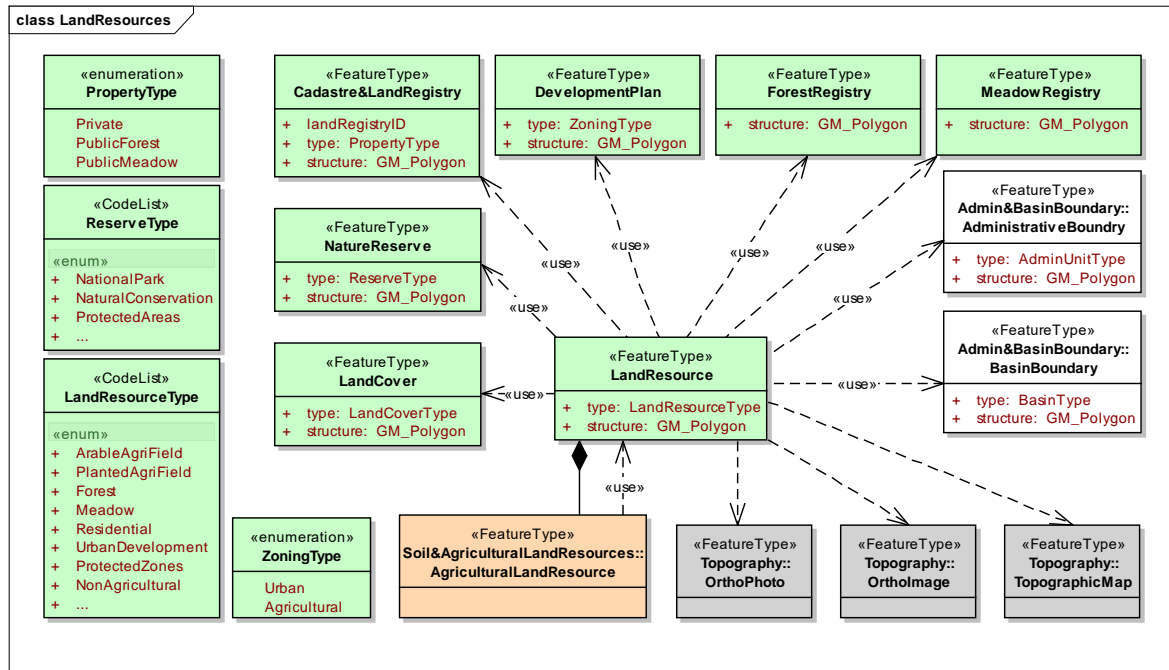 class LandResources
«enumeration»
PropertyType
Private
PublicForest
PublicMeadow
«CodeList»
ReserveType
«enum»
+ NationalPark
+ NaturalConservation
+ ProtectedAreas
+ ...
«CodeList»
LandResourceType
«enum»
+ ArableAgriField
+ PlantedAgriField
+ Forest
+ Meadow
+ Residential
+ UrbanDevelopment
+ ProtectedZones
+ NonAgricultural
+ ...
«enumeration»
ZoningType
Urban
Agricultural
«FeatureType»
Cadastre&LandRegistry
+ landRegistryID
+ type: PropertyType
+ structure: GM_Polygon
«FeatureType»
DevelopmentPlan
+ type: ZoningType
+ structure: GM_Polygon
«FeatureType»
ForestRegistry
+ structure: GM_Polygon
«FeatureType»
MeadowRegistry
+ structure: GM_Polygon
«FeatureType»
NatureReserve
+ type: ReserveType
+ structure: GM_Polygon
«FeatureType»
Admin&BasinBoundary::
AdministrativeBoundry
+ type: AdminUnitType
+ structure: GM_Polygon
«use»
«use»
«use»
«use»
«use»
«use»
«FeatureType»
LandCover
+ type: LandCoverType
+ structure: GM_Polygon
«use»
«FeatureType»
LandResource
+ type: LandResourceType
+ structure: GM_Polygon
«use»
«FeatureType»
Admin&BasinBoundary::
BasinBoundary
+ type: BasinType
+ structure: GM_Polygon
«use»
«FeatureType»
Soil&AgriculturalLandResources::
AgriculturalLandResource
«FeatureType»
Topography::
OrthoPhoto
«FeatureType»
Topography::
OrthoImage
«FeatureType»
Topography::
TopographicMap